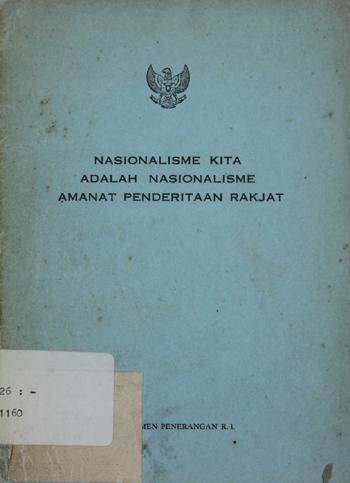 NASIONALISME KITA
ADALAH NASIONALISME
AMANAT PENDERITAAN RAKJAT
26 : -
1160
MEN PENERANGAN R. I.